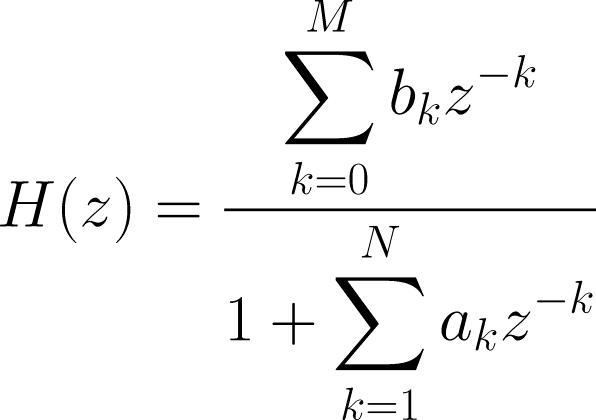 H(z) = \frac{\sum_{k=0}^{M} b_k z^{-k}}{1 + \sum_{k=1}^{N} a_k z^{-k}}